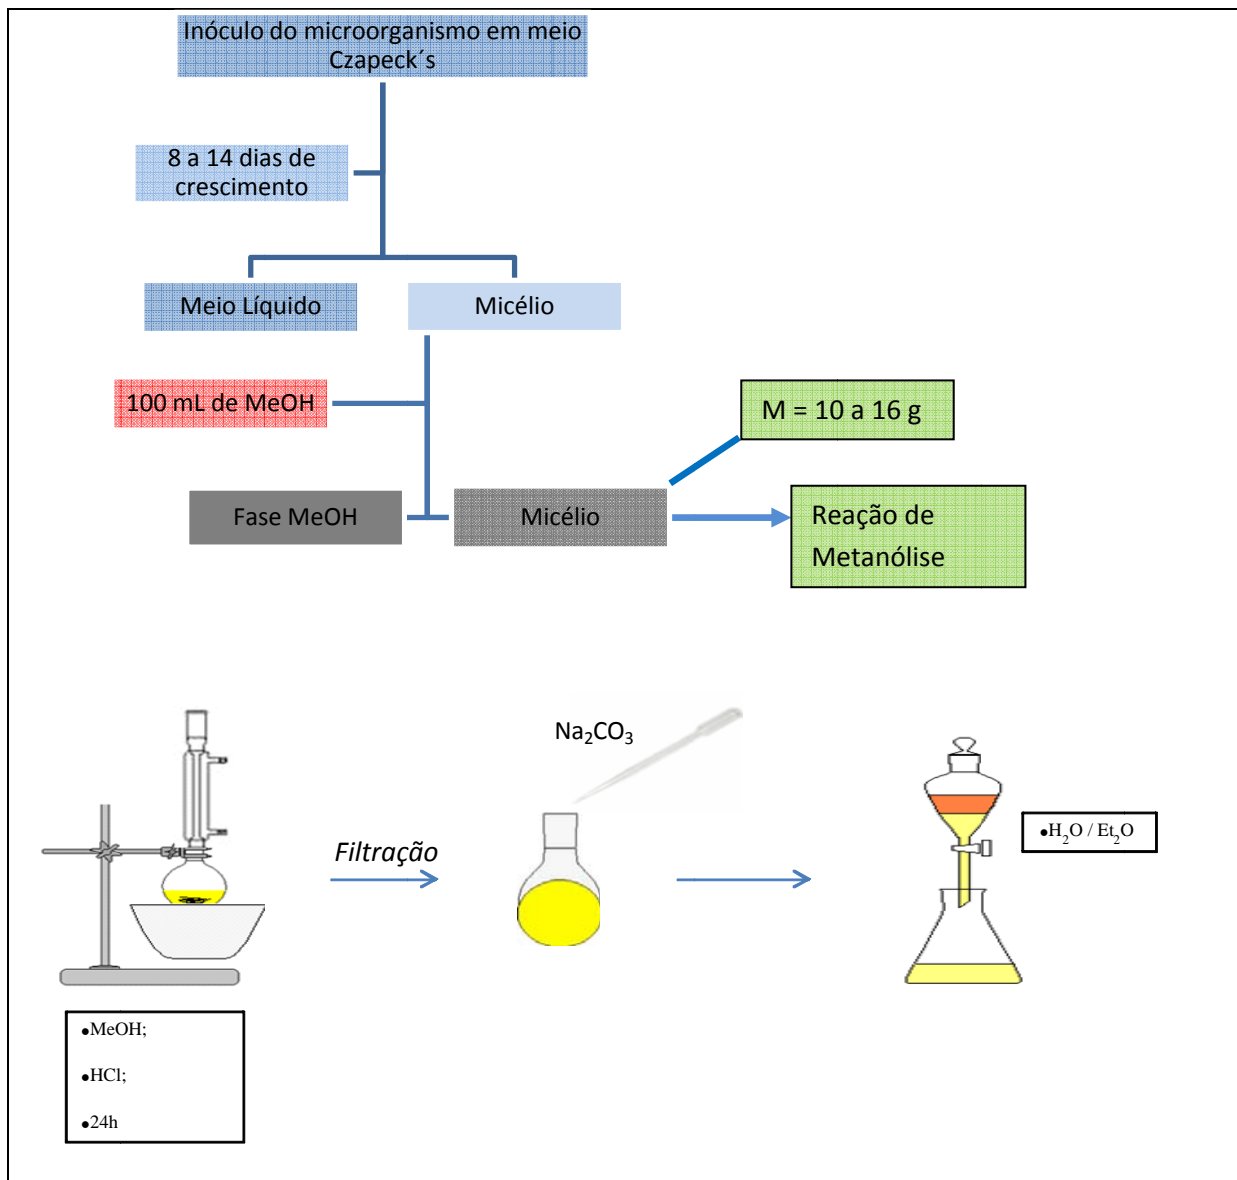 Inóculo do microorganismo em meio
Czapeck´s
8 a 14 dias de
crescimento
Meio Líquido
Micélio
100 mL de MeOH
M = 10 a 16 g
Fase MeOH
Micélio
Reação de
Metanólise
Na₂CO₃
Filtração
●H₂O / Et₂O
●MeOH;
●HCl;
●24h